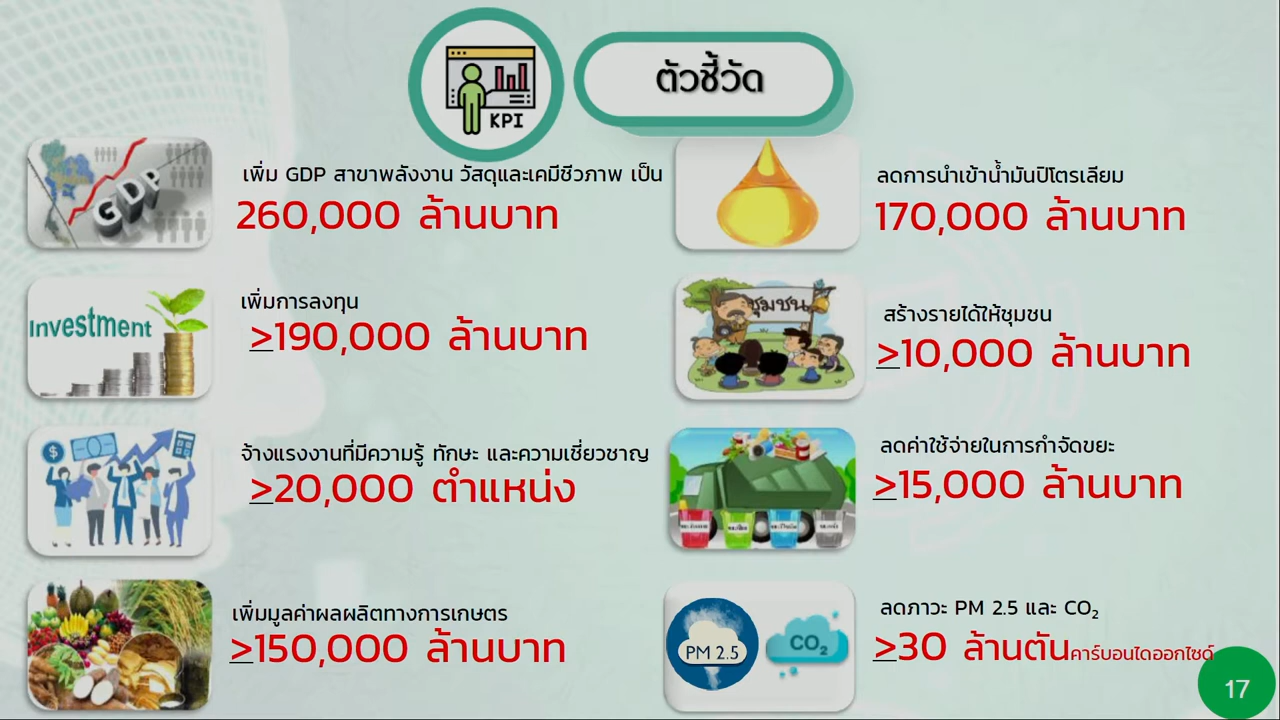 KPI
ตัวชี้วัด
GDP
เพิ่ม GDP สาขาพลังงาน วัสดุและเคมีชีวภาพ เป็น
260,000 ล้านบาท
ลดการนำเข้าน้ำมันปิโตรเลียม
170,000 ล้านบาท
Investment
เพิ่มการลงทุน
≥190,000 ล้านบาท
ชุมชน
สร้างรายได้ให้ชุมชน
≥10,000 ล้านบาท
จ้างแรงงานที่มีความรู้ ทักษะ และความเชี่ยวชาญ
≥20,000 ตำแหน่ง
ลดค่าใช้จ่ายในการกำจัดขยะ
≥15,000 ล้านบาท
เพิ่มมูลค่าผลผลิตทางการเกษตร
≥150,000 ล้านบาท
PM 2.5
CO₂
ลดภาวะ PM 2.5 และ CO₂
≥30 ล้านตันคาร์บอนไดออกไซด์
17